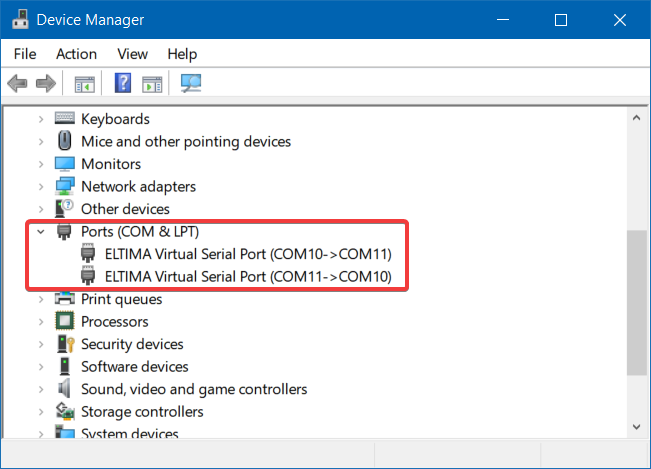 Device Manager
File Action View Help
Keyboards
Mice and other pointing devices
Monitors
Network adapters
Other devices
Ports (COM & LPT)
ELTIMA Virtual Serial Port (COM10->COM11)
ELTIMA Virtual Serial Port (COM11->COM10)
Print queues
Processors
Security devices
Software devices
Sound, video and game controllers
Storage controllers
System devices